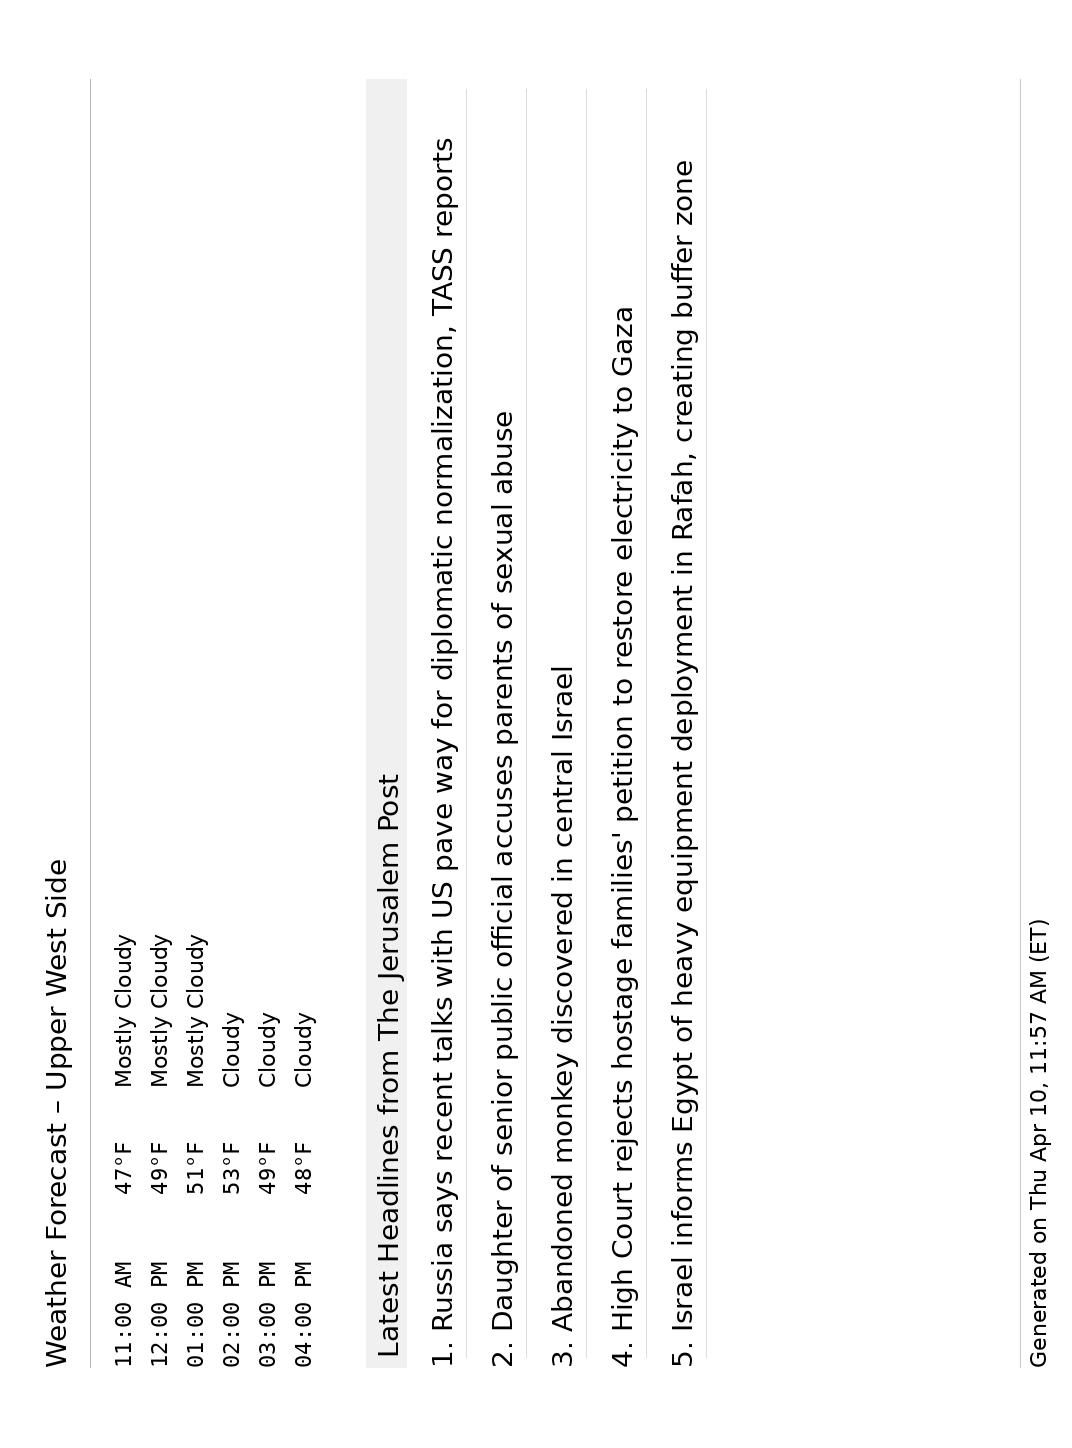 Weather Forecast – Upper West Side
11:00 AM 47°F Mostly Cloudy
12:00 PM 49°F Mostly Cloudy
01:00 PM 51°F Mostly Cloudy
02:00 PM 53°F Cloudy
03:00 PM 49°F Cloudy
04:00 PM 48°F Cloudy
Latest Headlines from The Jerusalem Post
1. Russia says recent talks with US pave way for diplomatic normalization, TASS reports
2. Daughter of senior public official accuses parents of sexual abuse
3. Abandoned monkey discovered in central Israel
4. High Court rejects hostage families' petition to restore electricity to Gaza
5. Israel informs Egypt of heavy equipment deployment in Rafah, creating buffer zone
Generated on Thu Apr 10, 11:57 AM (ET)